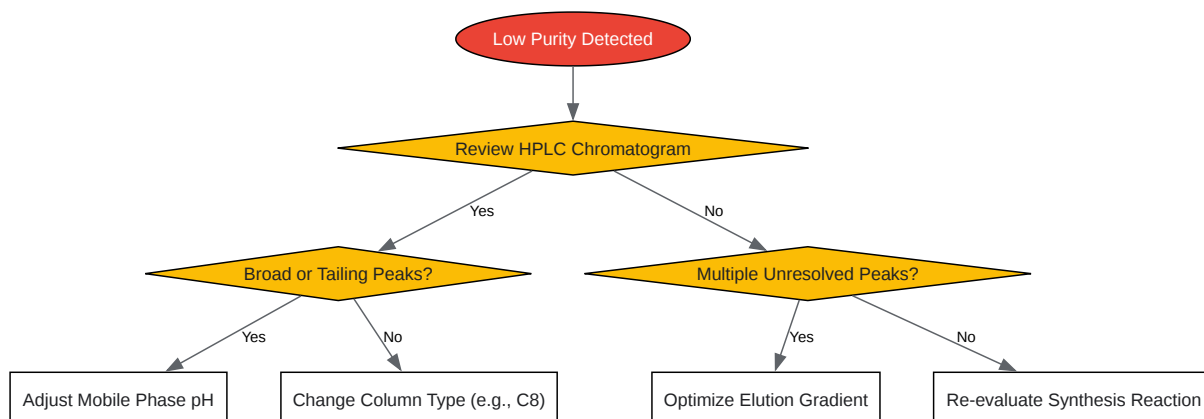 Low Purity Detected
Review HPLC Chromatogram
Yes
No
Broad or Tailing Peaks?
Multiple Unresolved Peaks?
Yes
No
Yes
No
Adjust Mobile Phase pH
Change Column Type (e.g., C8)
Optimize Elution Gradient
Re-evaluate Synthesis Reaction